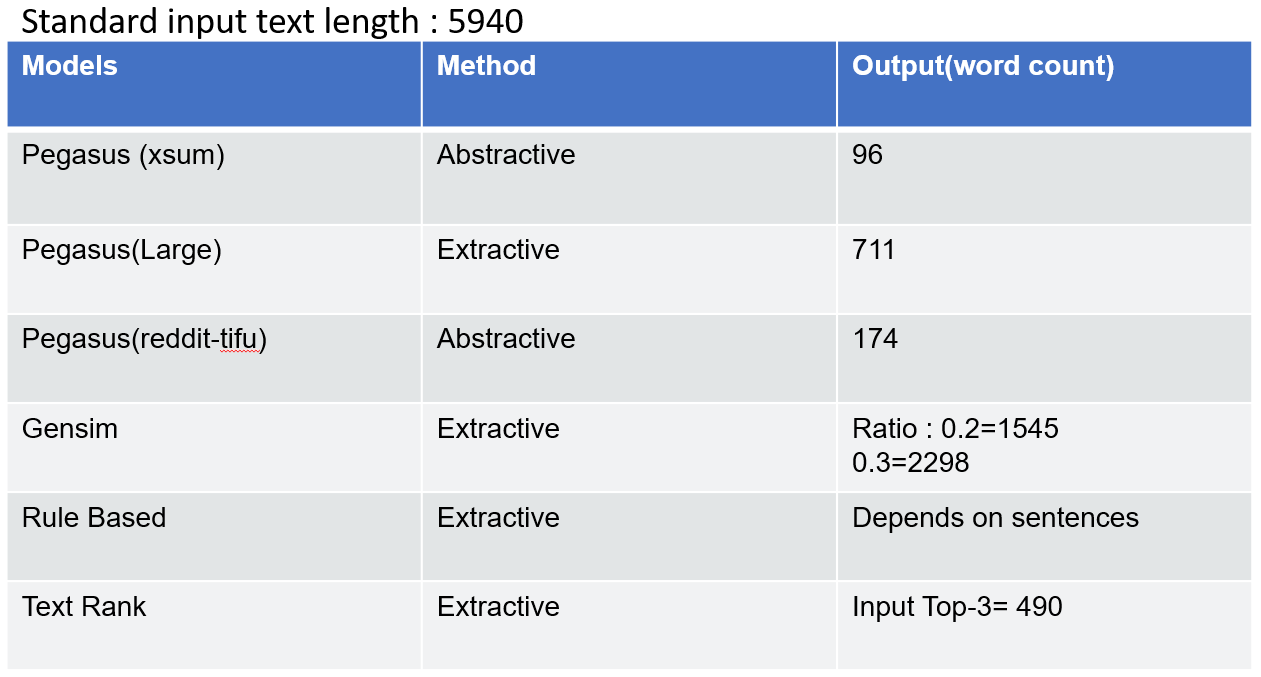 Standard input text length : 5940
Models Method Output(word count)
Pegasus (xsum) Abstractive 96
Pegasus(Large) Extractive 711
Pegasus(reddit-tifu) Abstractive 174
Gensim Extractive Ratio : 0.2=1545
0.3=2298
Rule Based Extractive Depends on sentences
Text Rank Extractive Input Top-3= 490